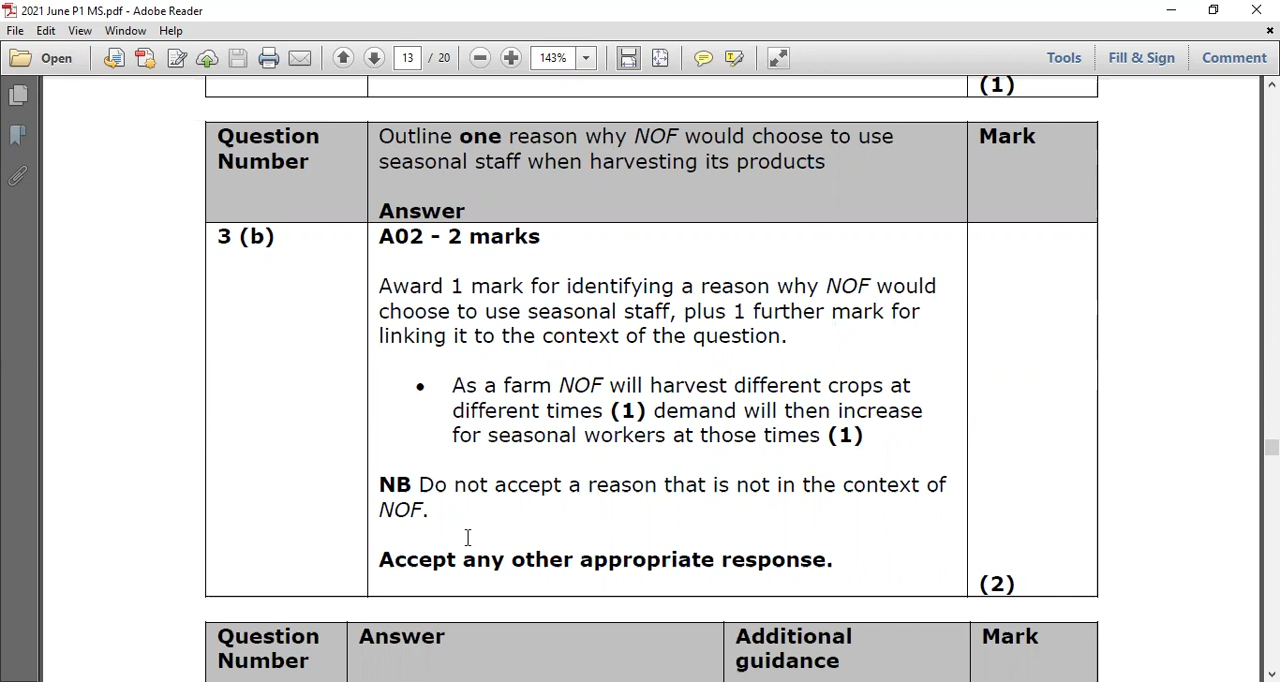 2021 June P1 MS.pdf - Adobe Reader
File Edit View Window Help
Open 13 / 20 143% Tools Fill & Sign Comment
(1)
Question Number
Outline one reason why NOF would choose to use
seasonal staff when harvesting its products
Answer
Mark
3 (b)
A02 - 2 marks
Award 1 mark for identifying a reason why NOF would
choose to use seasonal staff, plus 1 further mark for
linking it to the context of the question.
• As a farm NOF will harvest different crops at
different times (1) demand will then increase
for seasonal workers at those times (1)
NB Do not accept a reason that is not in the context of
NOF.
Accept any other appropriate response.
(2)
Question
Number
Answer
Additional
guidance
Mark